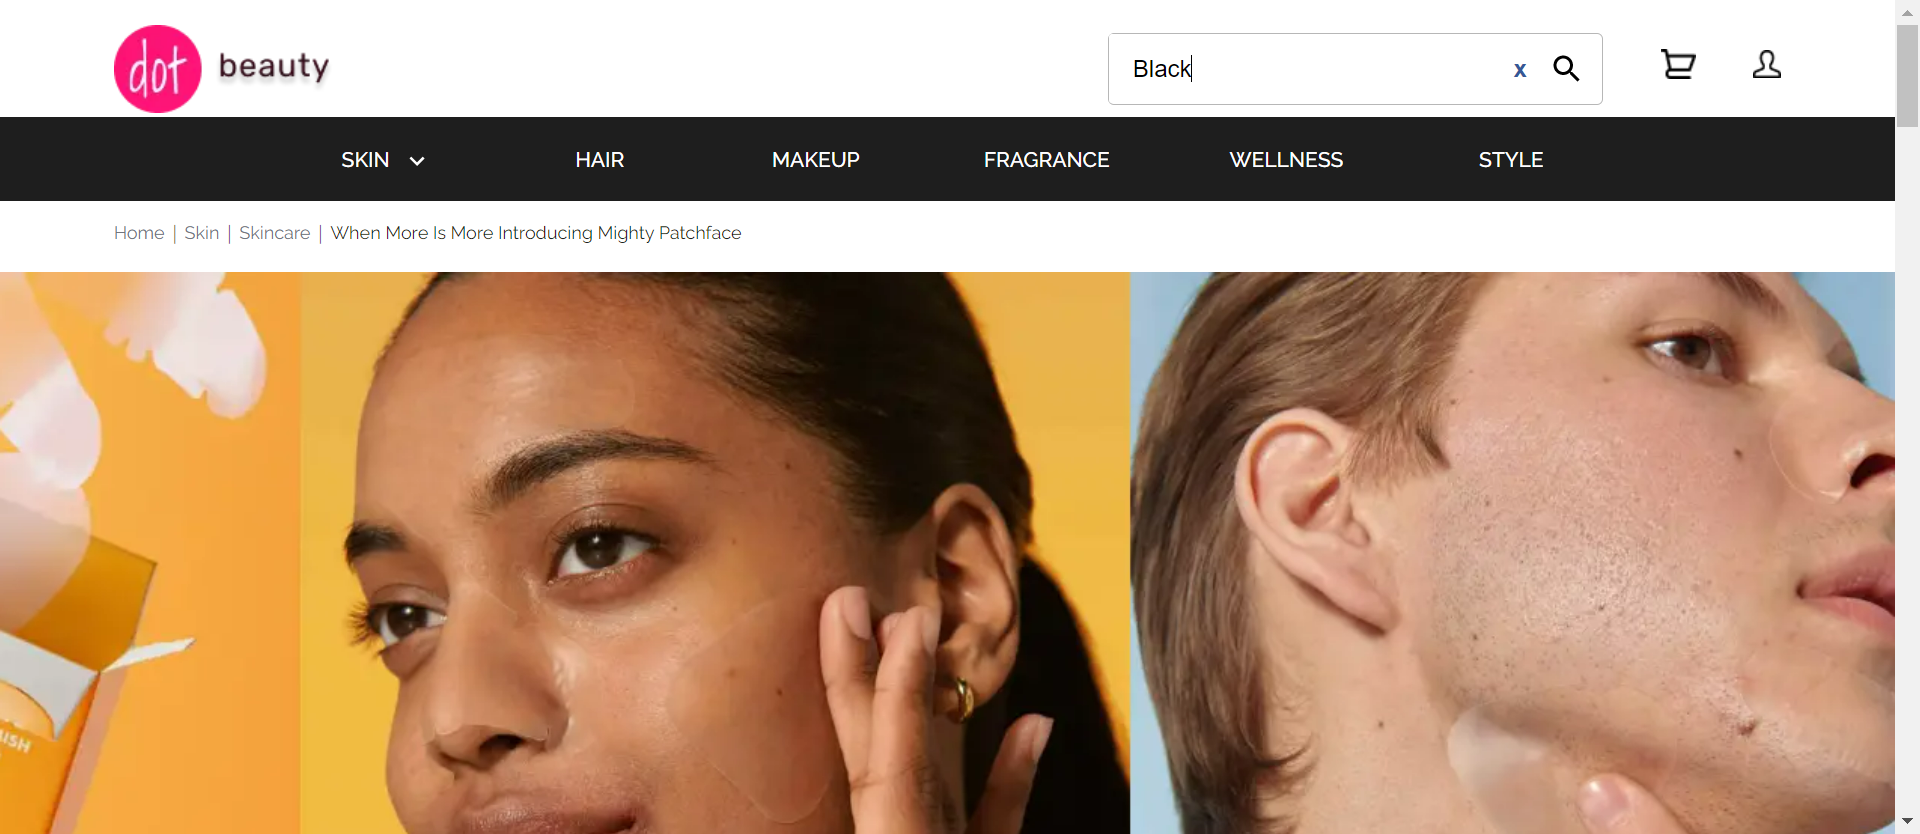 dot beauty
Black
x
SKIN
HAIR
MAKEUP
FRAGRANCE
WELLNESS
STYLE
Home | Skin | Skincare | When More Is More Introducing Mighty Patchface